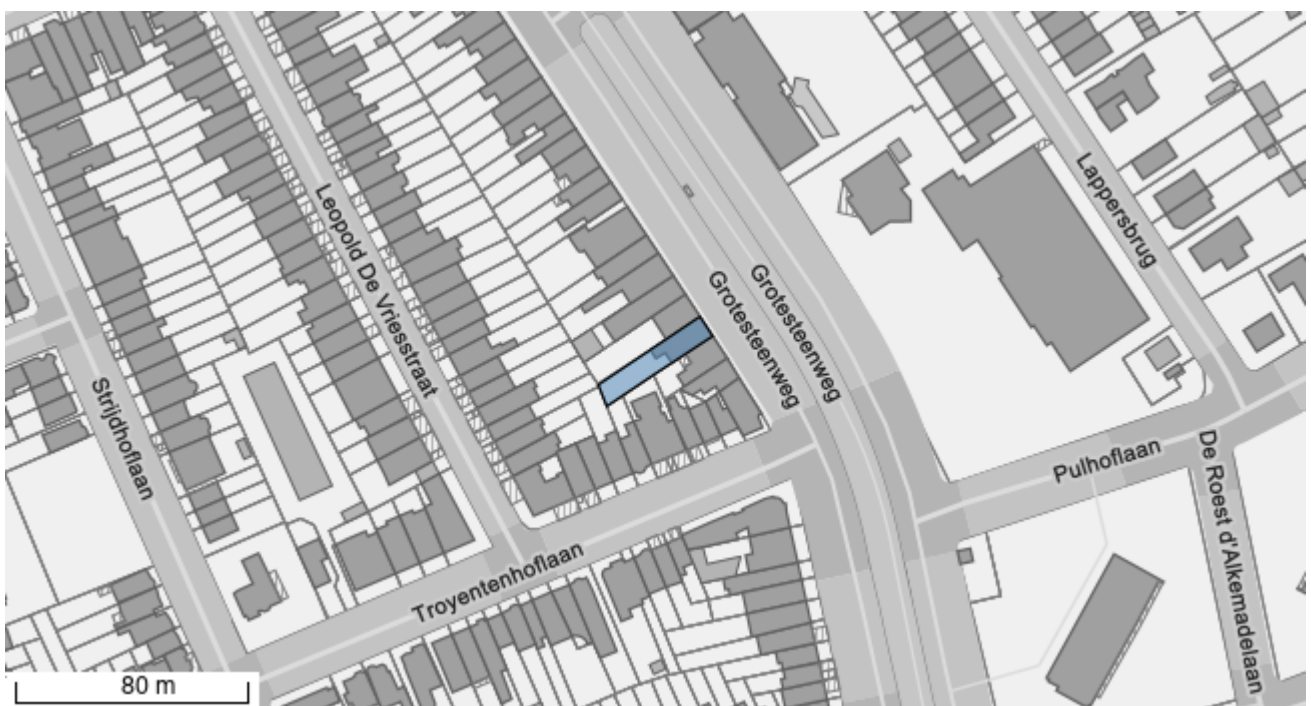 Lappersbrug
Leopold De Vriesstraat
Grotesteenweg
Grotesteenweg
Strijdhoflaan
Pulhoflaan
De Roest d'Alkemadelaan
Troyentenhoflaan
80 m